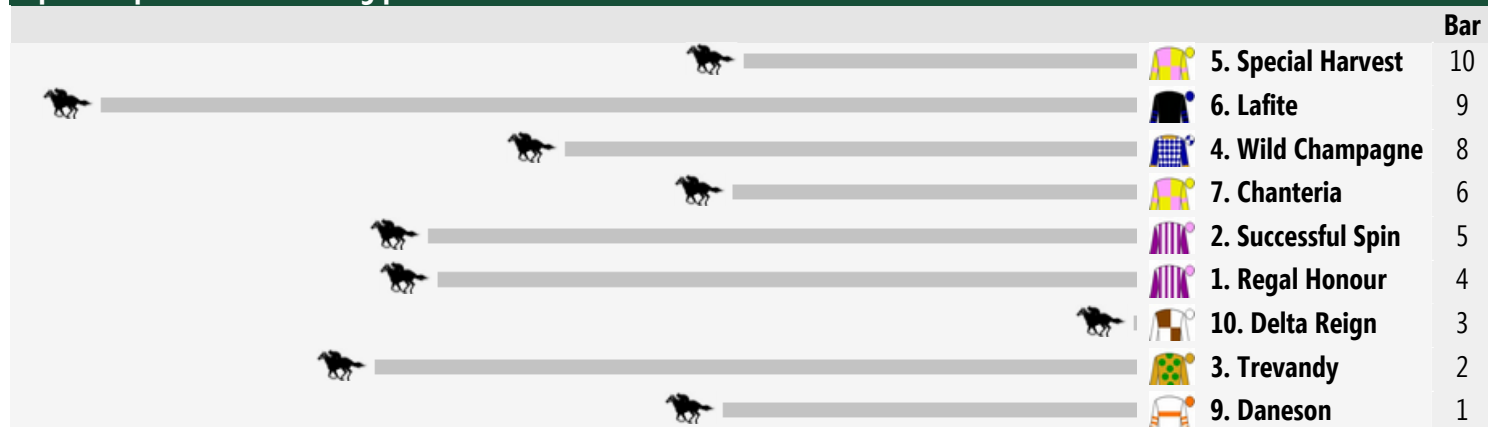 Bar
5. Special Harvest 10
6. Lafite 9
4. Wild Champagne 8
7. Chanteria 6
2. Successful Spin 5
1. Regal Honour 4
10. Delta Reign 3
3. Trevandy 2
9. Daneson 1